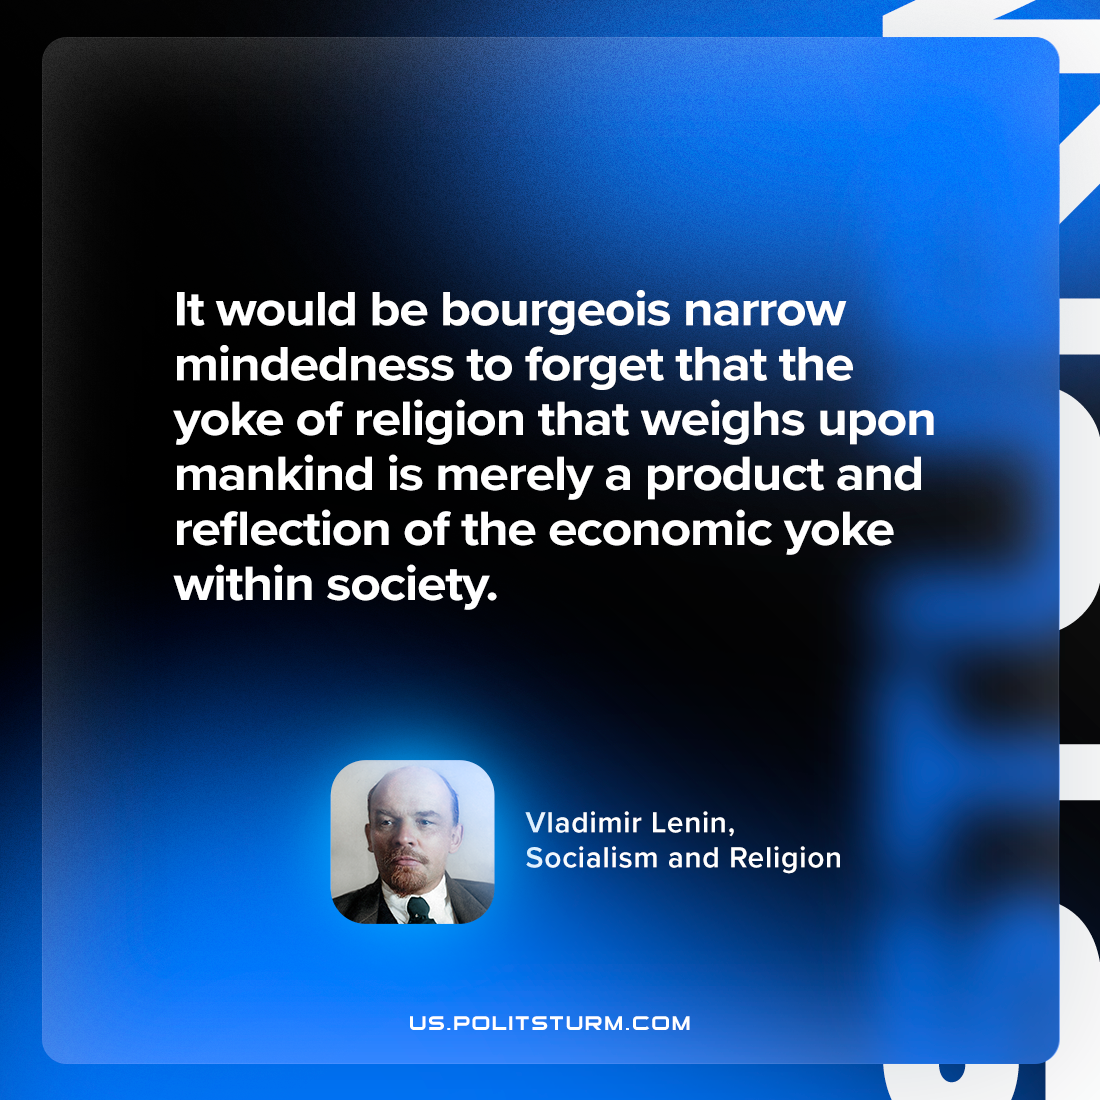 It would be bourgeois narrow
mindedness to forget that the
yoke of religion that weighs upon
mankind is merely a product and
reflection of the economic yoke
within society.
Vladimir Lenin,
Socialism and Religion
US.POLITSTURM.COM